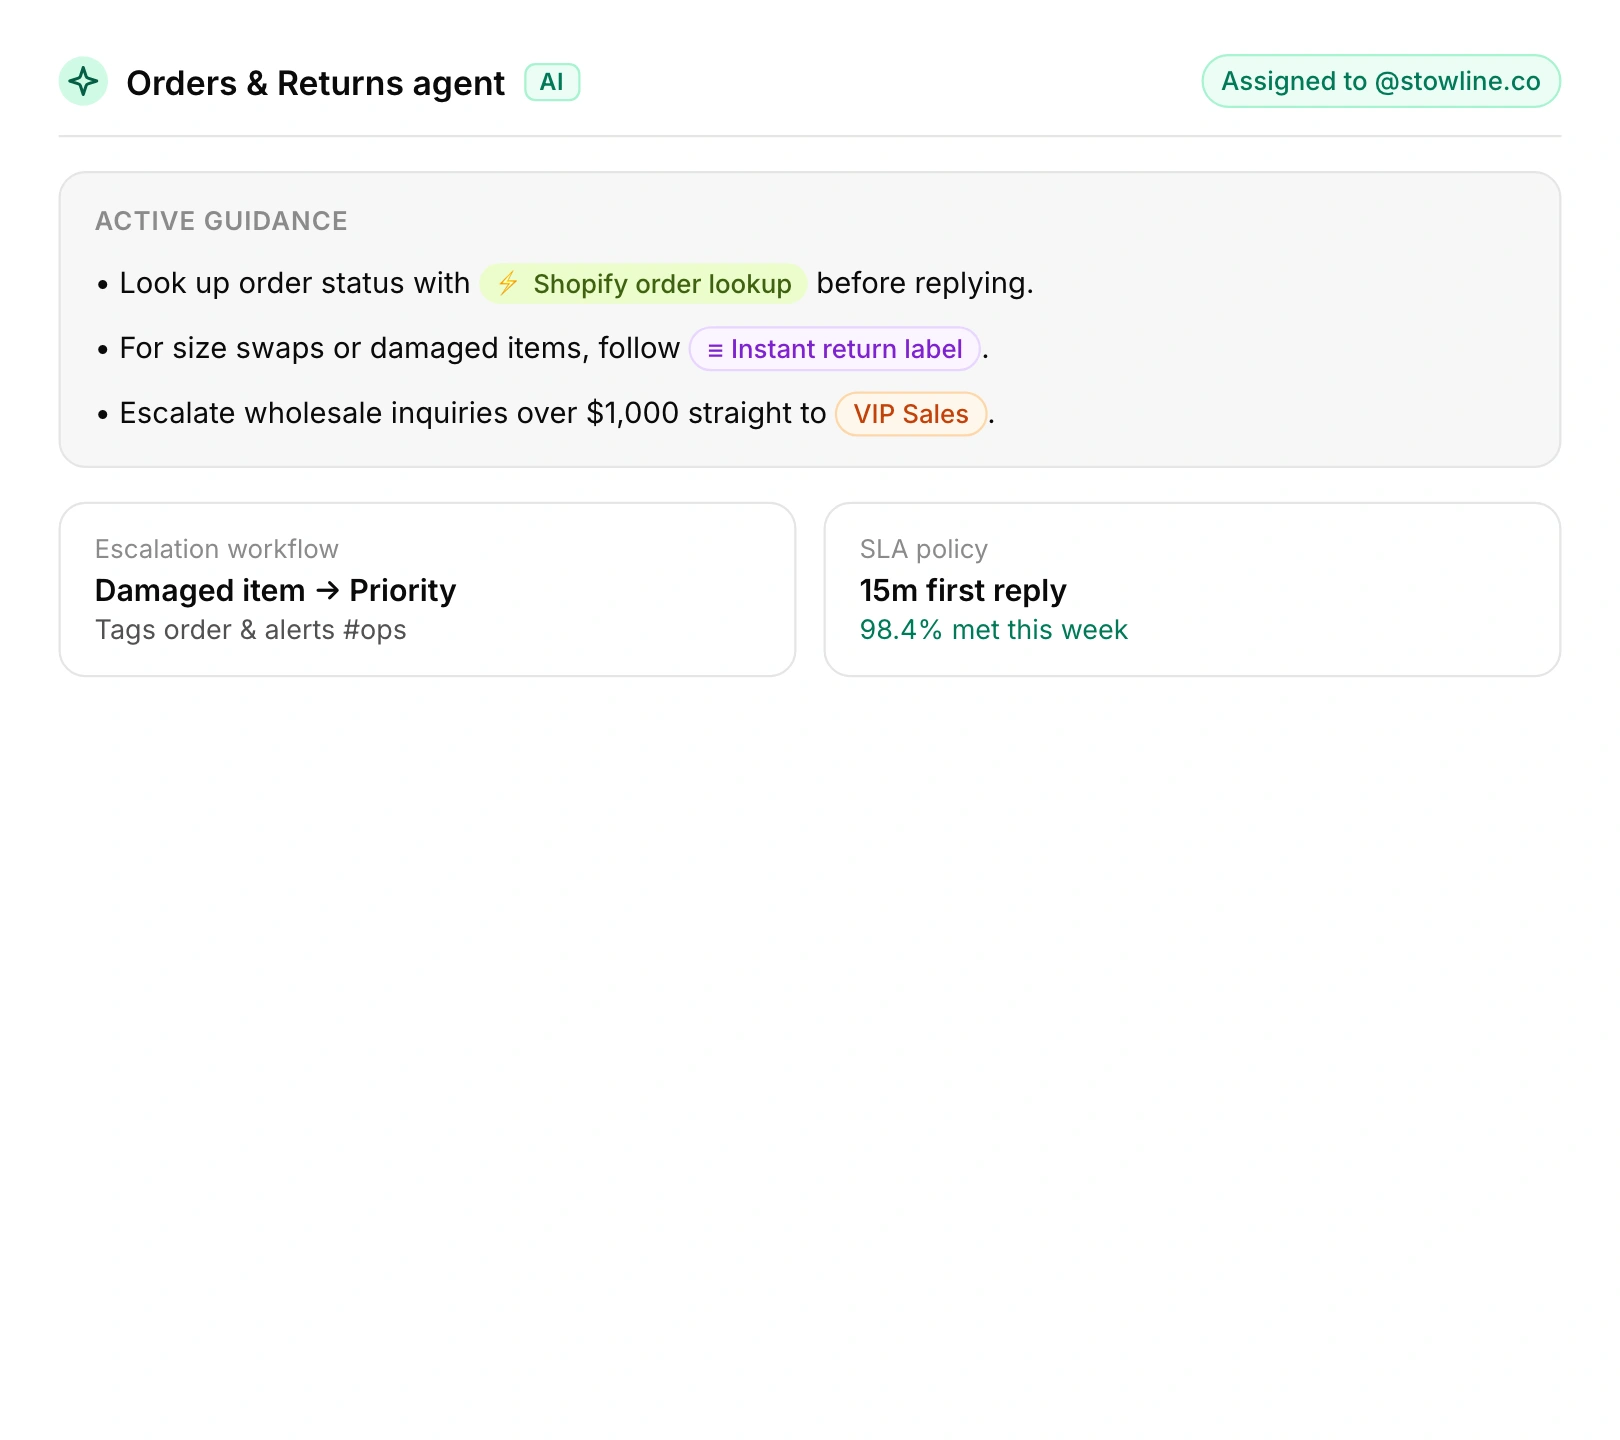 Orders & Returns agent AI
Assigned to @stowline.co
ACTIVE GUIDANCE
• Look up order status with ⚡ Shopify order lookup before replying.
• For size swaps or damaged items, follow ≡ Instant return label.
• Escalate wholesale inquiries over $1,000 straight to VIP Sales.
Escalation workflow
Damaged item → Priority
Tags order & alerts #ops
SLA policy
15m first reply
98.4% met this week